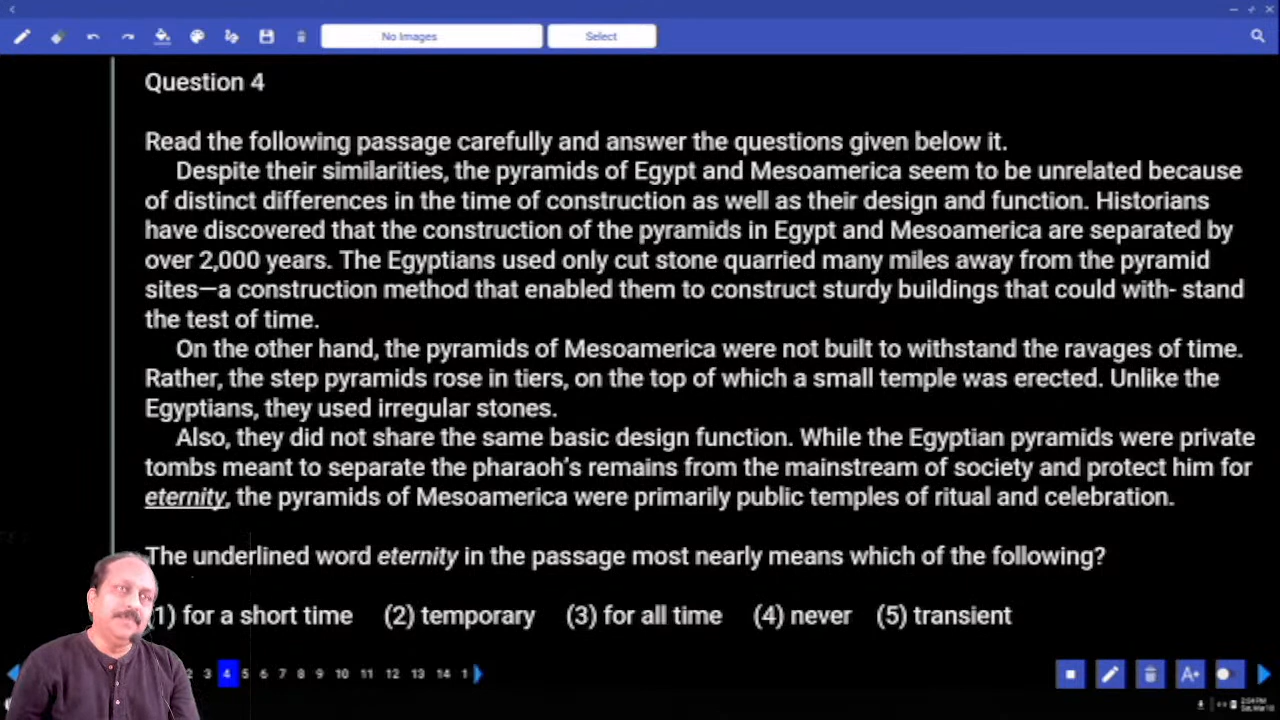 No Images
Select
Question 4
Read the following passage carefully and answer the questions given below it.
Despite their similarities, the pyramids of Egypt and Mesoamerica seem to be unrelated because
of distinct differences in the time of construction as well as their design and function. Historians
have discovered that the construction of the pyramids in Egypt and Mesoamerica are separated by
over 2,000 years. The Egyptians used only cut stone quarried many miles away from the pyramid
sites—a construction method that enabled them to construct sturdy buildings that could with- stand
the test of time.
On the other hand, the pyramids of Mesoamerica were not built to withstand the ravages of time.
Rather, the step pyramids rose in tiers, on the top of which a small temple was erected. Unlike the
Egyptians, they used irregular stones.
Also, they did not share the same basic design function. While the Egyptian pyramids were private
tombs meant to separate the pharaoh's remains from the mainstream of society and protect him for
eternity, the pyramids of Mesoamerica were primarily public temples of ritual and celebration.
The underlined word eternity in the passage most nearly means which of the following?
1) for a short time (2) temporary (3) for all time (4) never (5) transient
2 3 4 5 6 7 8 9 10 11 12 13 14 1
A+